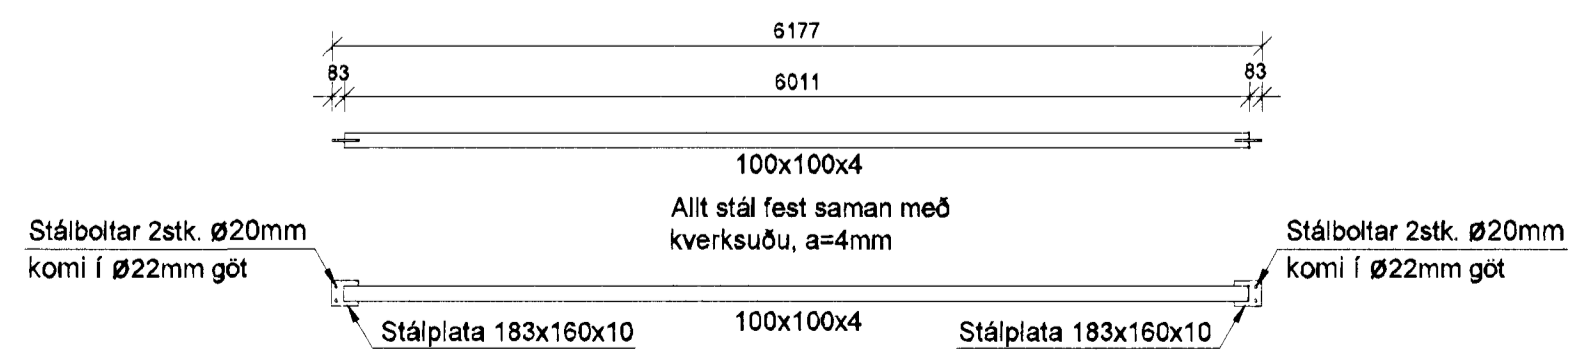 6177
83
6011
83
100x100x4
Allt stál fest saman með
kverksuðu, a=4mm
Stálboltar 2stk. Ø20mm
komi í Ø22mm göt
Stálboltar 2stk. Ø20mm
komi í Ø22mm göt
100x100x4
Stálplata 183x160x10
Stálplata 183x160x10